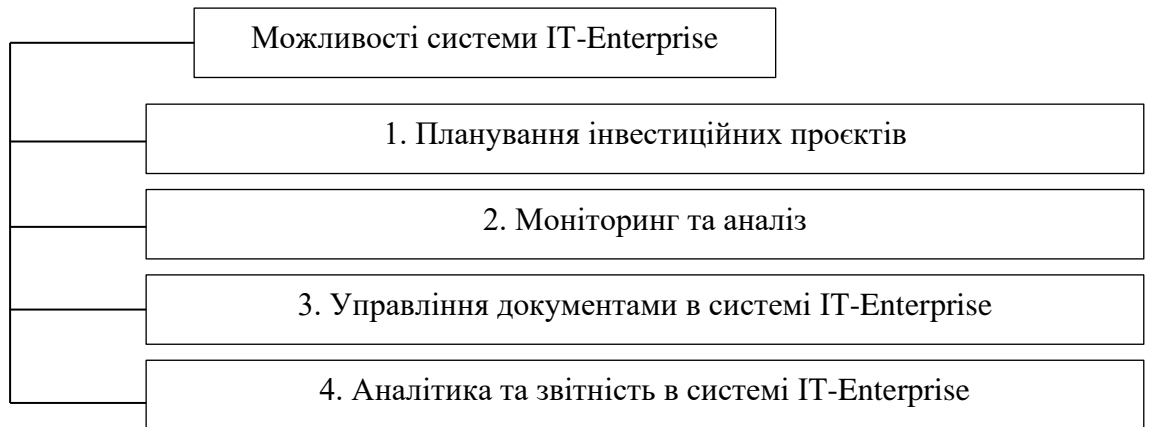 Можливості системи IT-Enterprise
1. Планування інвестиційних проєктів
2. Моніторинг та аналіз
3. Управління документами в системі IT-Enterprise
4. Аналітика та звітність в системі IT-Enterprise